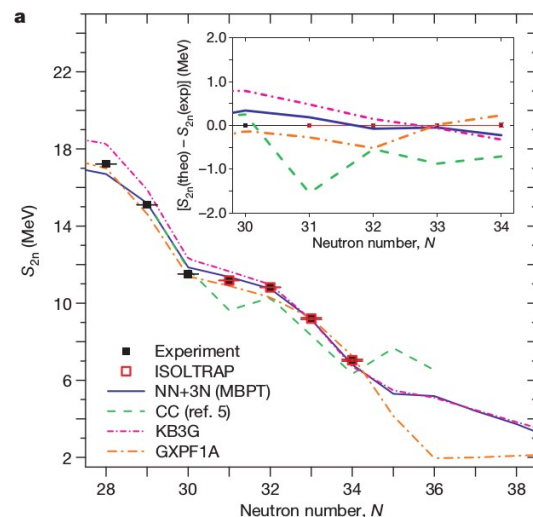 a
22
18
14
10
6
2
S2n (MeV)
28 30 32 34 36 38
Neutron number, N
2.0
1.0
0.0
−1.0
−2.0
[S2n(theo) − S2n(exp)] (MeV)
30 31 32 33 34
Neutron number, N
Experiment
ISOLTRAP
NN+3N (MBPT)
CC (ref. 5)
KB3G
GXPF1A